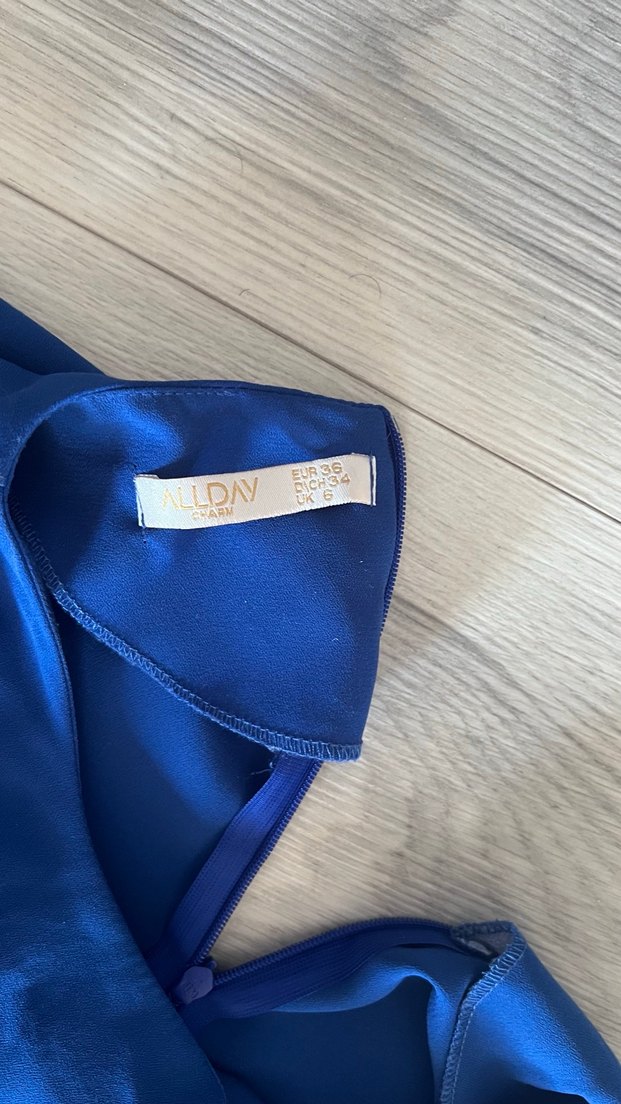 ALLDAY
CHARM
EUR 36
D\CH 34
UK 6